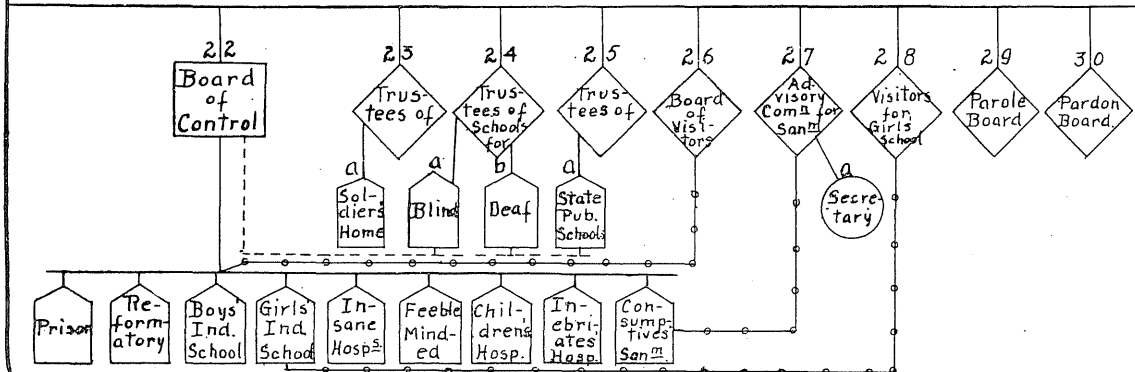 22
23
24
25
26
27
28
29
30
Board
of
Control
Trus-
tees of
Trus-
tees of
Schools
for
Trus-
tees of
Board
of
Visi-
tors
Ad-
visory
Comn for
Sanm
Visitors
for
Girls'
School
Parole
Board
Pardon
Board.
a
Sol-
diers'
Home
a
Blind
b
Deaf
a
State
Pub.
Schools
a
Secre-
tary
Prison
Re-
form-
atory
Boys'
Ind.
School
Girls'
Ind.
School
In-
sane
Hosps.
Feeble
Mind-
ed
Chil-
dren's
Hosp.
In-
ebri-
ates
Hosp.
Con-
sump-
tives
Sanm.